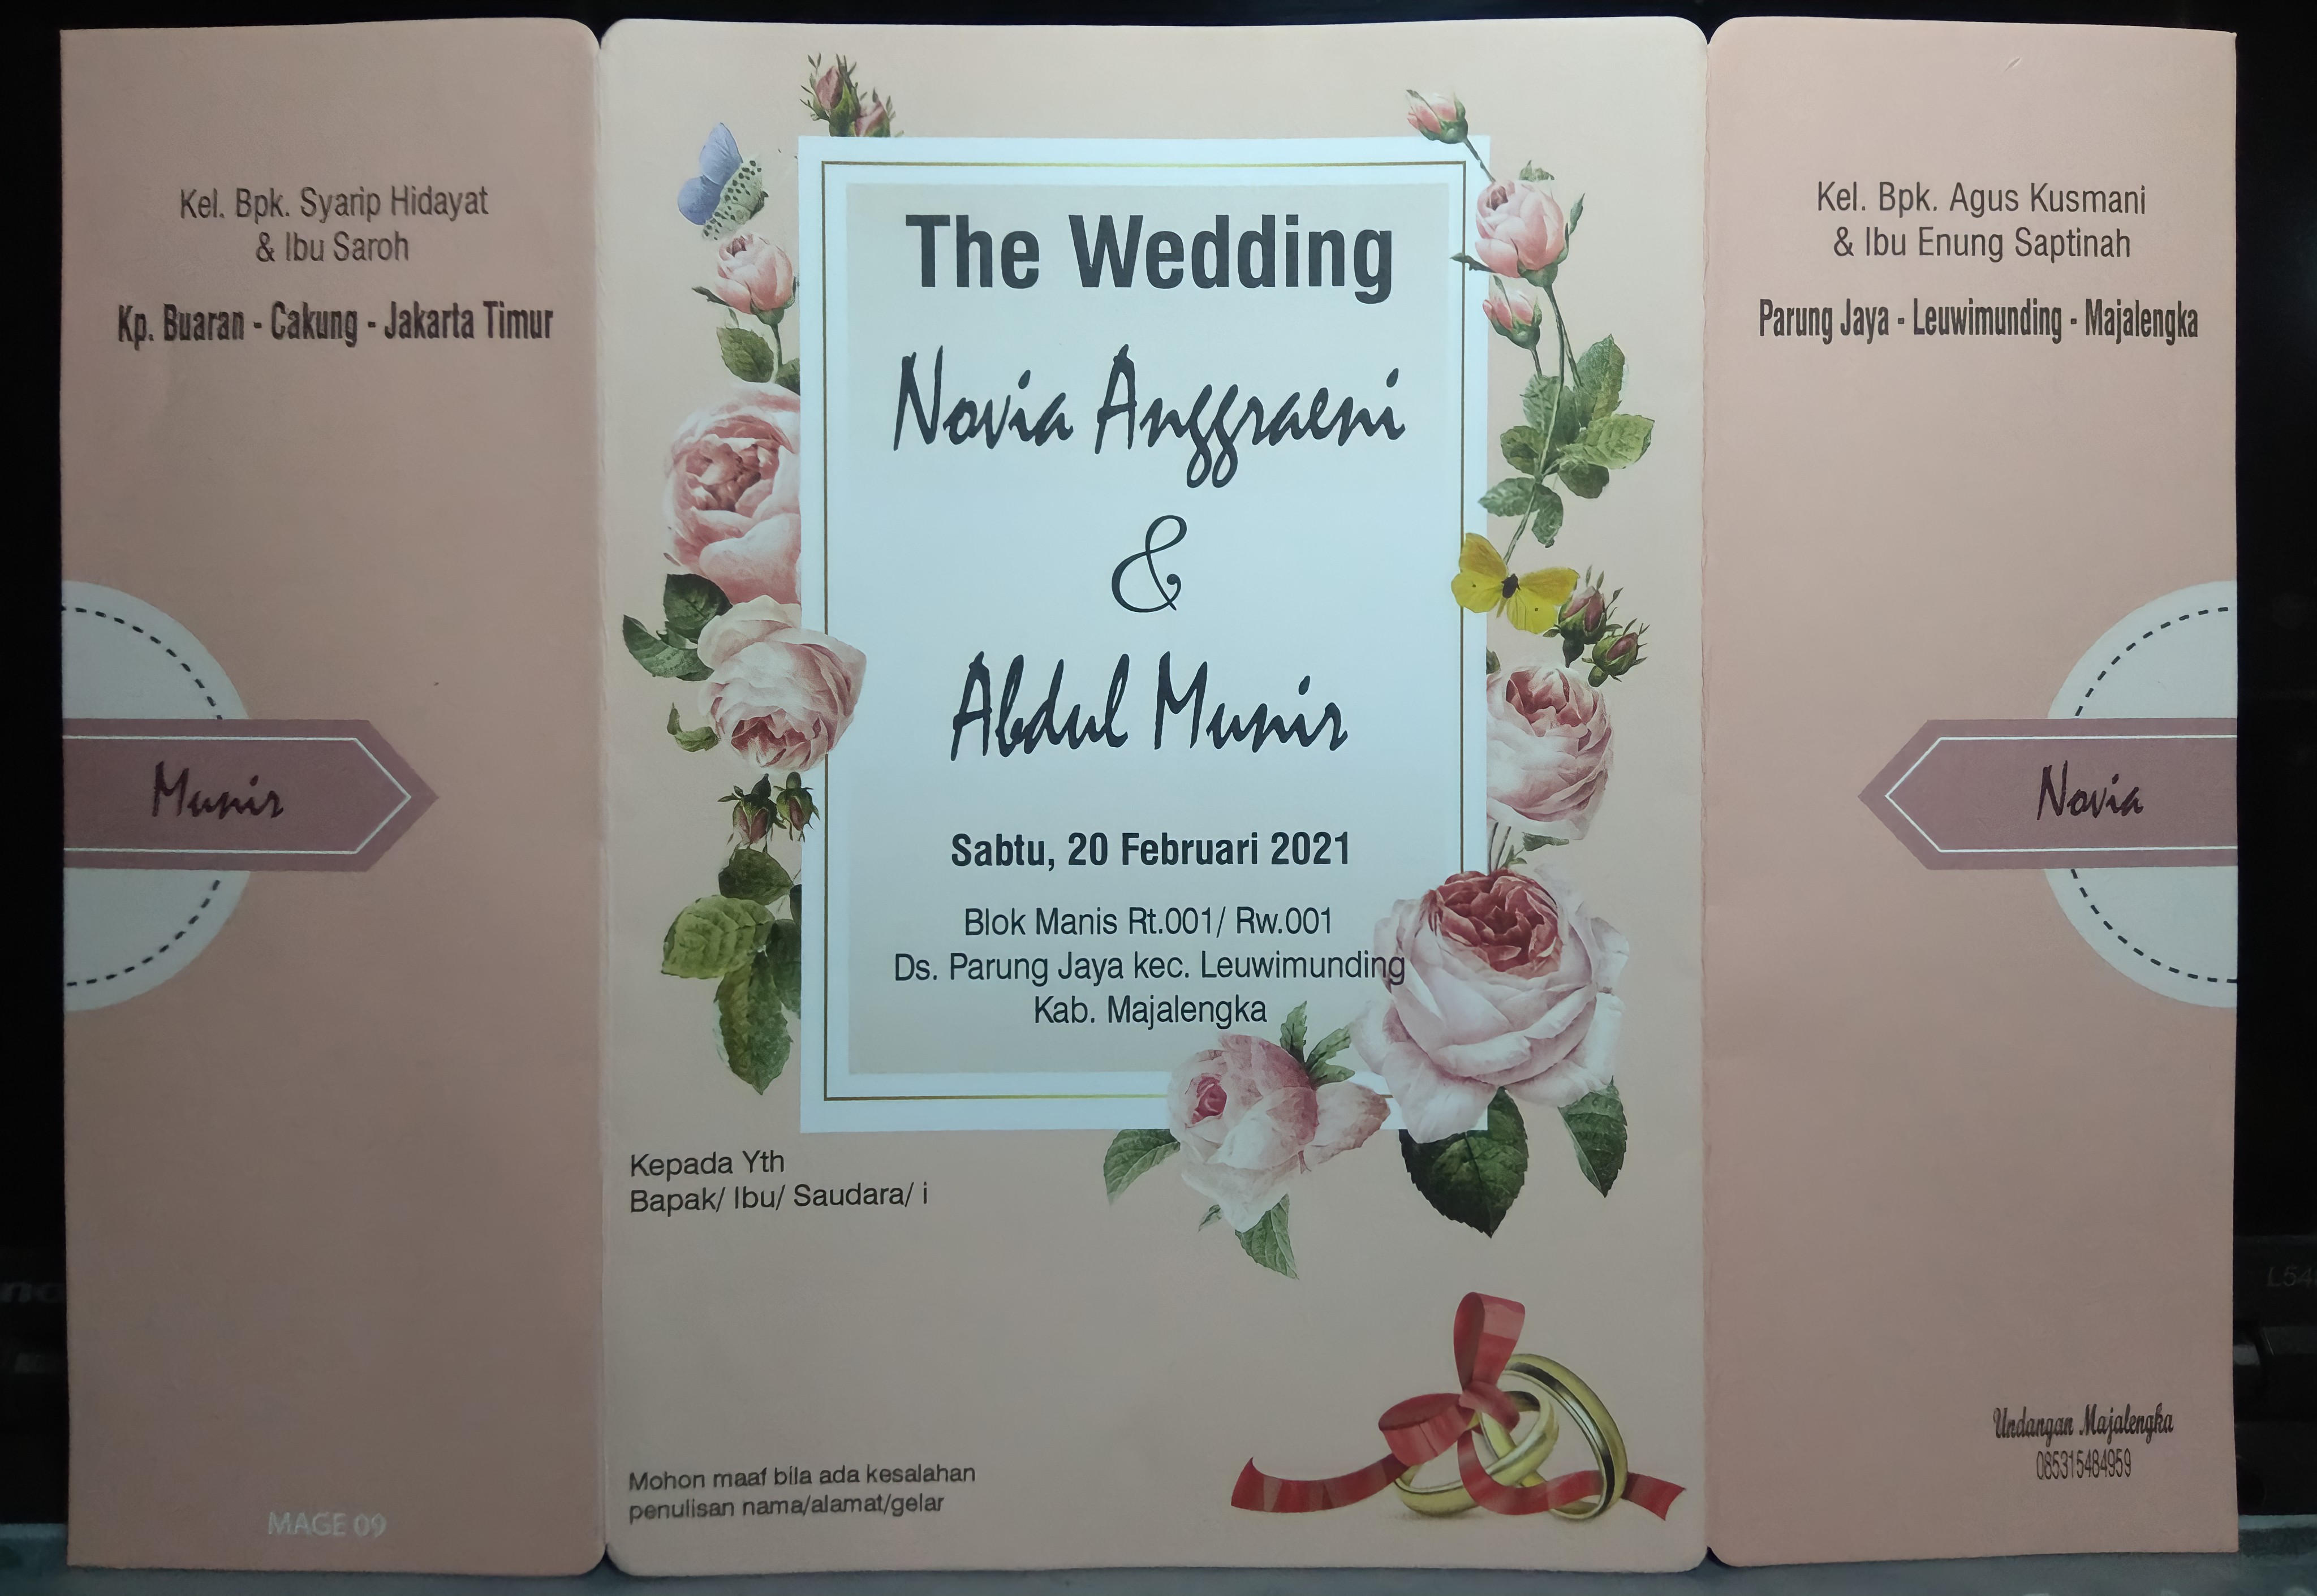 Kel. Bpk. Syarip Hidayat
& Ibu Saroh
Kp. Buaran - Cakung - Jakarta Timur
Munir
MAGE 09
The Wedding
Novia Anggraeni
&
Abdul Munir
Sabtu, 20 Februari 2021
Blok Manis Rt.001/ Rw.001
Ds. Parung Jaya kec. Leuwimunding
Kab. Majalengka
Kepada Yth
Bapak/ Ibu/ Saudara/ i
Mohon maaf bila ada kesalahan
penulisan nama/alamat/gelar
Kel. Bpk. Agus Kusmani
& Ibu Enung Saptinah
Parung Jaya - Leuwimunding - Majalengka
Novia
Undangan Majalengka
085315484959